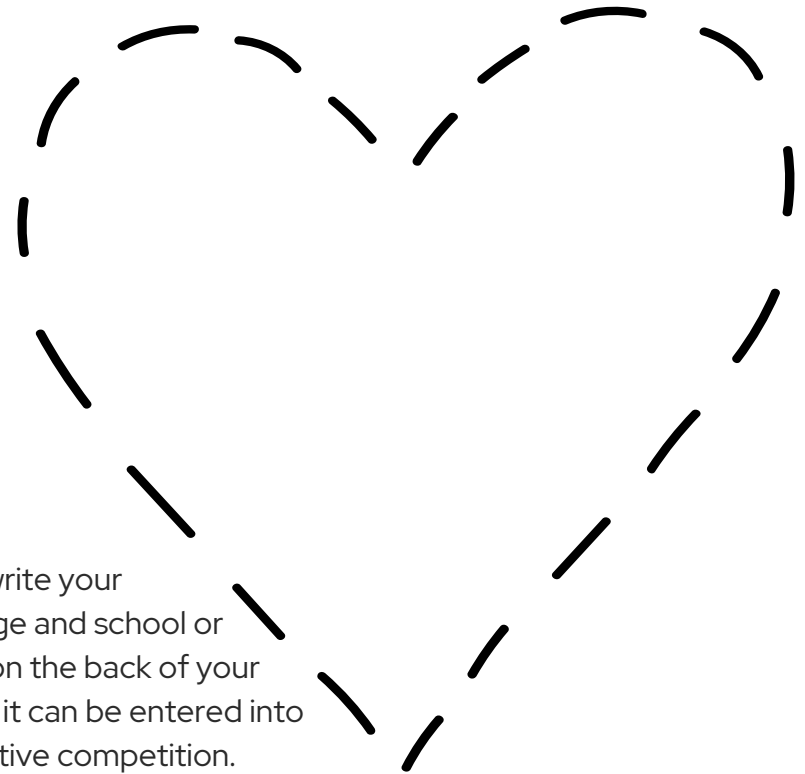 write your
ge and school or
on the back of your
it can be entered into
tive competition.